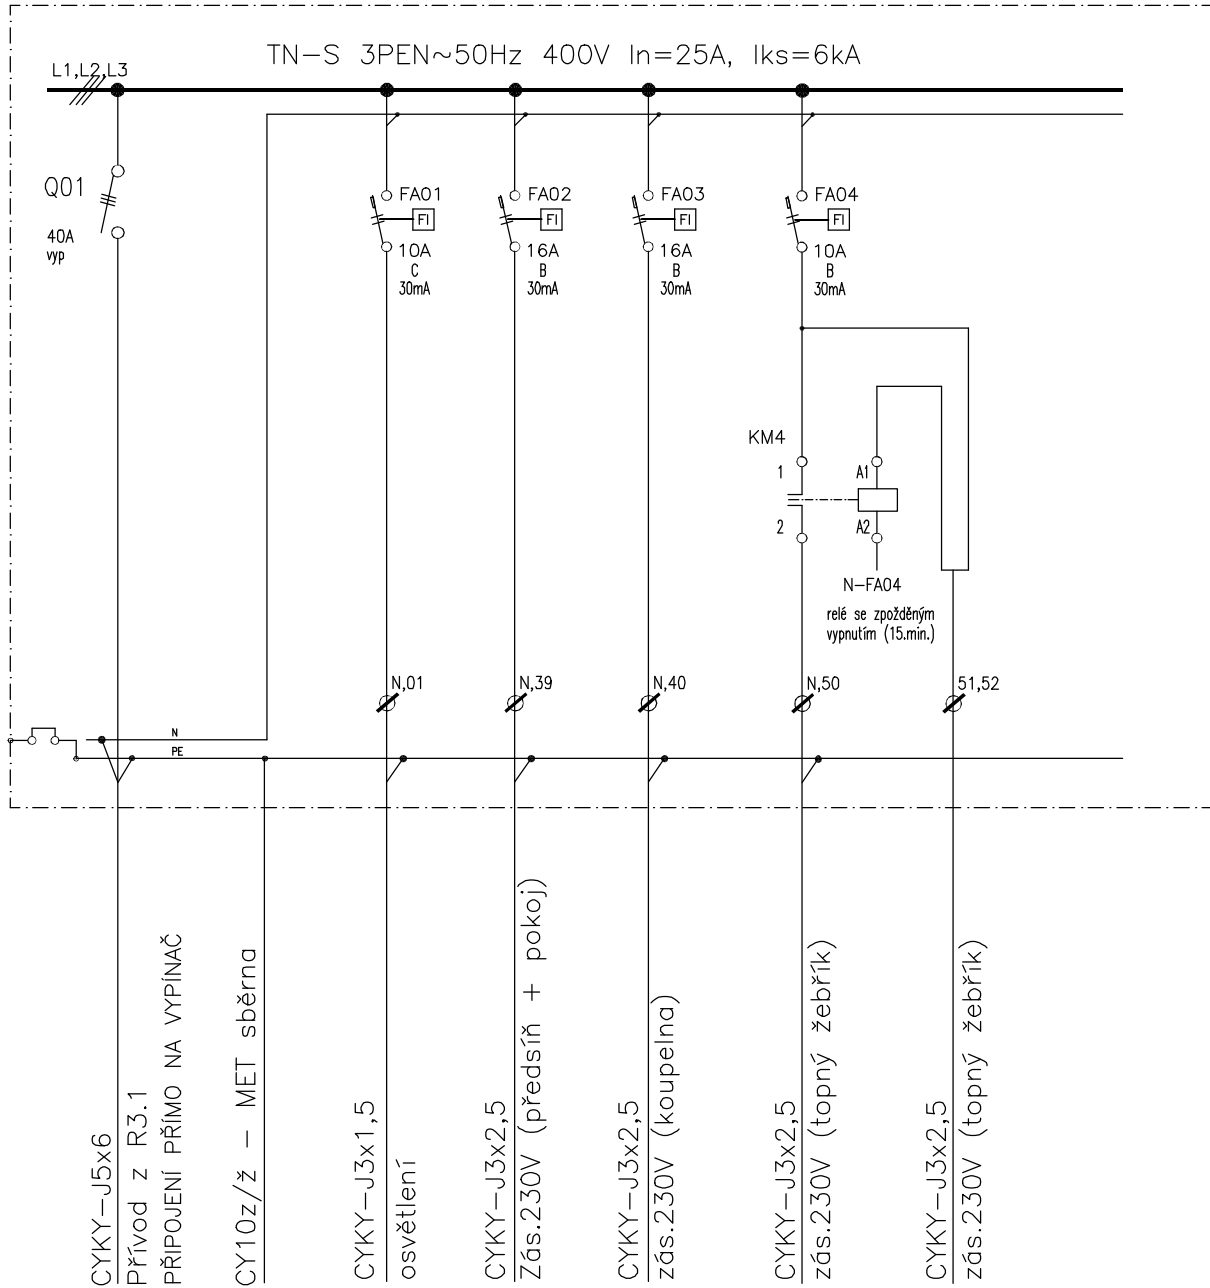 TN-S 3PEN~50Hz 400V In=25A, Iks=6kA
L1,L2,L3
Q01
40A
vyp
FA01
FI
10A
C
30mA
FA02
FI
16A
B
30mA
FA03
FI
16A
B
30mA
FA04
FI
10A
B
30mA
KM4
1
2
A1
A2
N-FA04
relé se zpožděným
vypnutím (15.min.)
N,01
N,39
N,40
N,50
51,52
N
PE
CYKY-J5x6
Přívod z R3.1
PŘIPOJENÍ PŘÍMO NA VYPÍNAČ
CY10z/ž - MET sběrna
CYKY-J3x1,5
osvětlení
CYKY-J3x2,5
Zás.230V (předsíň + pokoj)
CYKY-J3x2,5
zás.230V (koupelna)
CYKY-J3x2,5
zás.230V (topný žebřík)
CYKY-J3x2,5
zás.230V (topný žebřík)